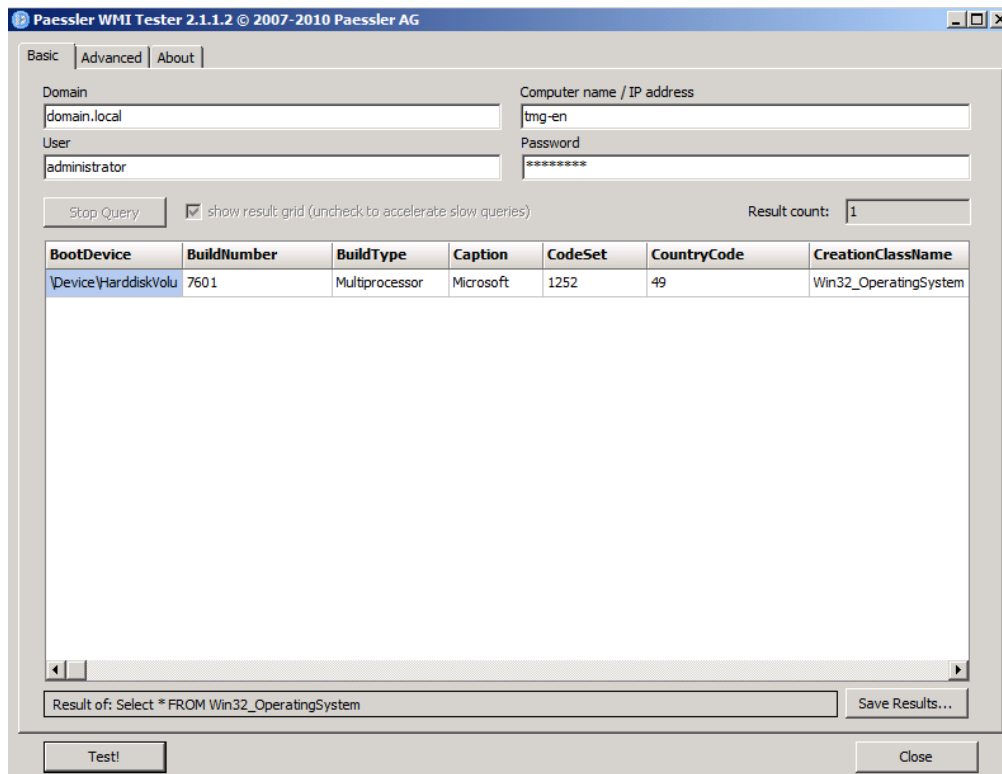 Paessler WMI Tester 2.1.1.2 © 2007-2010 Paessler AG
Basic Advanced About
Domain Computer name / IP address
domain.local tmg-en
User Password
administrator ********
Stop Query show result grid (uncheck to accelerate slow queries) Result count: 1
BootDevice BuildNumber BuildType Caption CodeSet CountryCode CreationClassName
\Device\HarddiskVolu 7601 Multiprocessor Microsoft 1252 49 Win32_OperatingSystem
Result of: Select * FROM Win32_OperatingSystem Save Results...
Test! Close